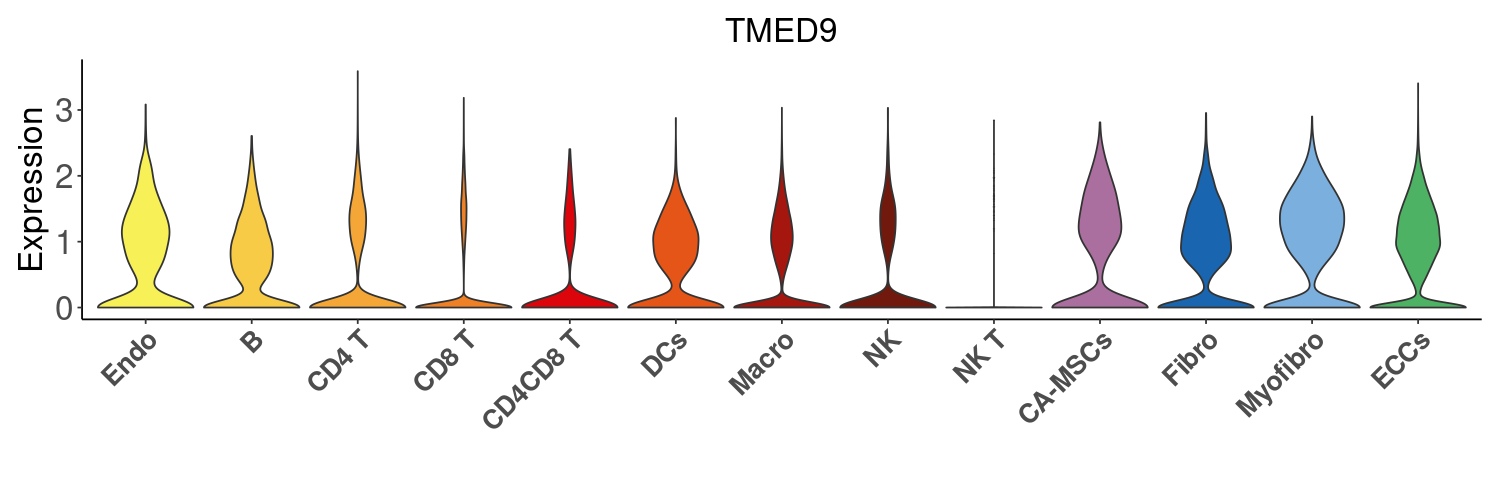 TMED9
Expression
3
2
1
0
Endo
B
CD4 T
CD8 T
CD4CD8 T
DCs
Macro
NK
NK T
CA-MSCs
Fibro
Myofibro
ECCs